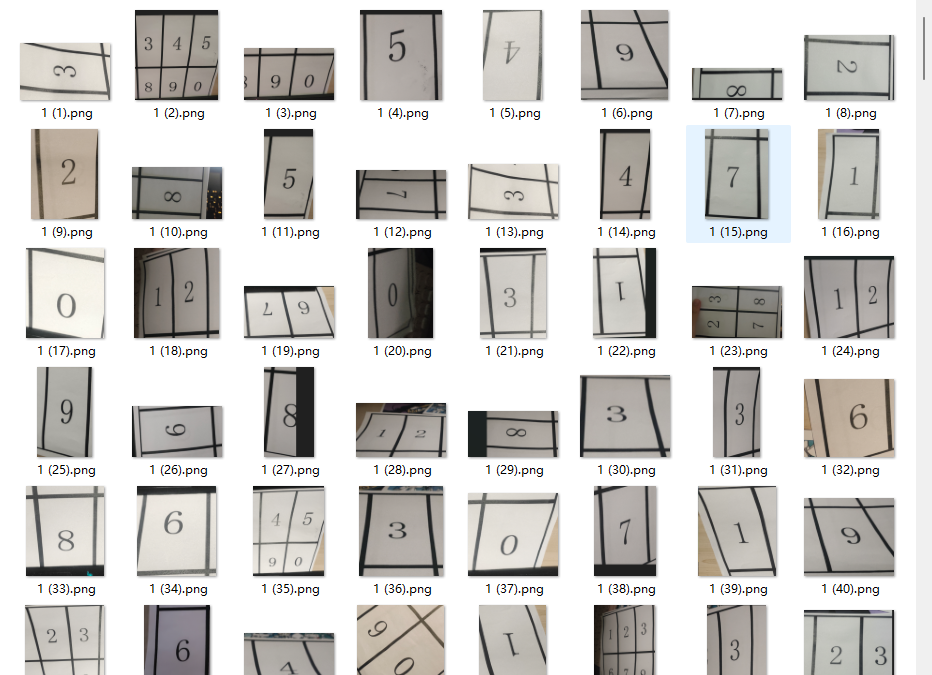 3 3 4 5 8 9 0 8 9 0 5 4 9 8 2
1 (1).png 1 (2).png 1 (3).png 1 (4).png 1 (5).png 1 (6).png 1 (7).png 1 (8).png
2 8 5 7 3 4 7 1
1 (9).png 1 (10).png 1 (11).png 1 (12).png 1 (13).png 1 (14).png 1 (15).png 1 (16).png
0 1 2 7 6 0 3 1 3 8 2 7 1 2
1 (17).png 1 (18).png 1 (19).png 1 (20).png 1 (21).png 1 (22).png 1 (23).png 1 (24).png
9 6 8 1 2 8 3 3 6
1 (25).png 1 (26).png 1 (27).png 1 (28).png 1 (29).png 1 (30).png 1 (31).png 1 (32).png
8 6 4 5 9 0 3 0 7 1 9
1 (33).png 1 (34).png 1 (35).png 1 (36).png 1 (37).png 1 (38).png 1 (39).png 1 (40).png
2 3 6 4 9 0 1 1 2 3 6 7 8 3 2 3